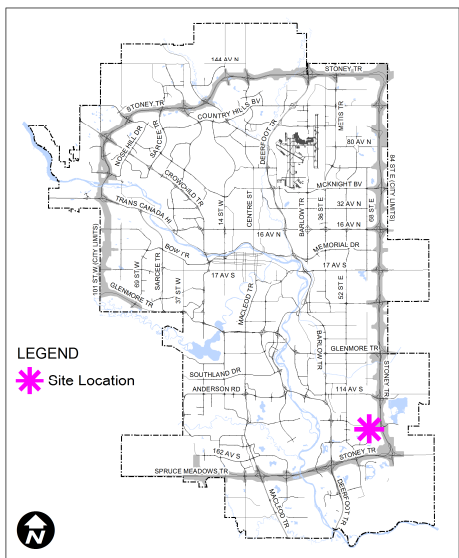 144 AV N
STONEY TR
STONEY TR
COUNTRY HILLS BV
NOSE HILL DR
SARCEE TR
DEERFOOT TR
METIS TR
80 AV N
84 ST E (CITY LIMITS)
CROWCHILD TR
MCKNIGHT BV
TRANS CANADA HI
14 ST W
CENTRE ST
BARLOW TR
36 ST E
32 AV N
68 ST E
16 AV N
16 AV N
MEMORIAL DR
BOW TR
17 AV S
17 AV S
101 ST W (CITY LIMITS)
69 ST W
SARCEE TR
37 ST W
52 ST E
GLENMORE TR
MACLEOD TR
BARLOW TR
GLENMORE TR
STONEY TR
LEGEND
Site Location
SOUTHLAND DR
ANDERSON RD
114 AV S
162 AV S
STONEY TR
SPRUCE MEADOWS TR
MACLEOD TR
DEERFOOT TR
N